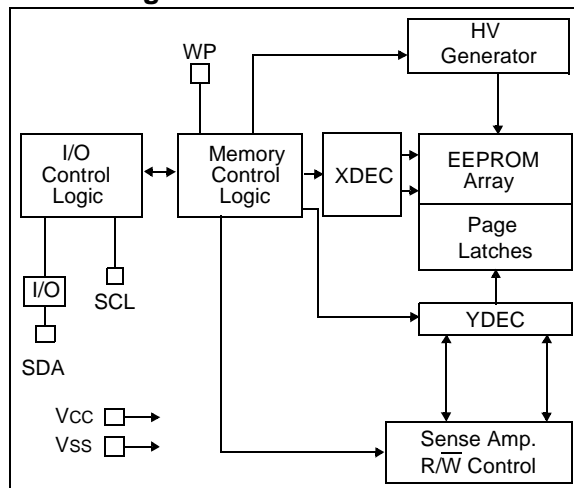 WP
HV
Generator
I/O
Control
Logic
Memory
Control
Logic
XDEC
EEPROM
Array
Page
Latches
I/O
SCL
SDA
YDEC
VCC
VSS
Sense Amp.
R/W̅ Control